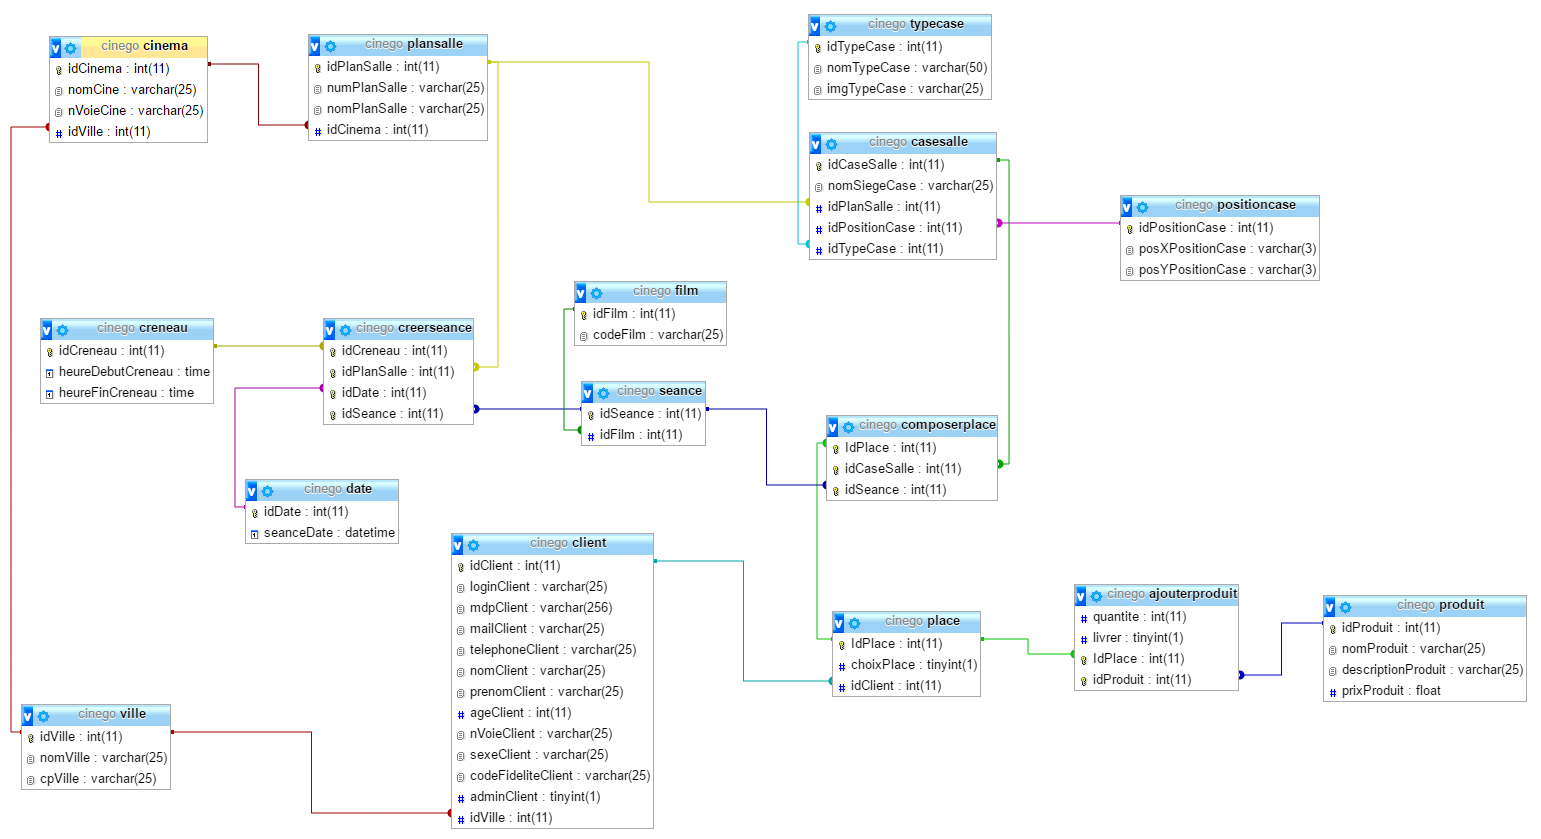 cinego cinema
idCinema : int(11)
nomCine : varchar(25)
nVoieCine : varchar(25)
idVille : int(11)
cinego plansalle
idPlanSalle : int(11)
numPlanSalle : varchar(25)
nomPlanSalle : varchar(25)
idCinema : int(11)
cinego typecase
idTypeCase : int(11)
nomTypeCase : varchar(50)
imgTypeCase : varchar(25)
cinego casesalle
idCaseSalle : int(11)
nomSiegeCase : varchar(25)
idPlanSalle : int(11)
idPositionCase : int(11)
idTypeCase : int(11)
cinego positioncase
idPositionCase : int(11)
posXPositionCase : varchar(3)
posYPositionCase : varchar(3)
cinego film
idFilm : int(11)
codeFilm : varchar(25)
cinego creneau
idCreneau : int(11)
heureDebutCreneau : time
heureFinCreneau : time
cinego creerseance
idCreneau : int(11)
idPlanSalle : int(11)
idDate : int(11)
idSeance : int(11)
cinego seance
idSeance : int(11)
idFilm : int(11)
cinego composerplace
IdPlace : int(11)
idCaseSalle : int(11)
idSeance : int(11)
cinego date
idDate : int(11)
seanceDate : datetime
cinego client
idClient : int(11)
loginClient : varchar(25)
mdpClient : varchar(256)
mailClient : varchar(25)
telephoneClient : varchar(25)
nomClient : varchar(25)
prenomClient : varchar(25)
ageClient : int(11)
nVoieClient : varchar(25)
sexeClient : varchar(25)
codeFideliteClient : varchar(25)
adminClient : tinyint(1)
idVille : int(11)
cinego place
IdPlace : int(11)
choixPlace : tinyint(1)
idClient : int(11)
cinego ajouterproduit
quantite : int(11)
livrer : tinyint(1)
IdPlace : int(11)
idProduit : int(11)
cinego produit
idProduit : int(11)
nomProduit : varchar(25)
descriptionProduit : varchar(25)
prixProduit : float
cinego ville
idVille : int(11)
nomVille : varchar(25)
cpVille : varchar(25)